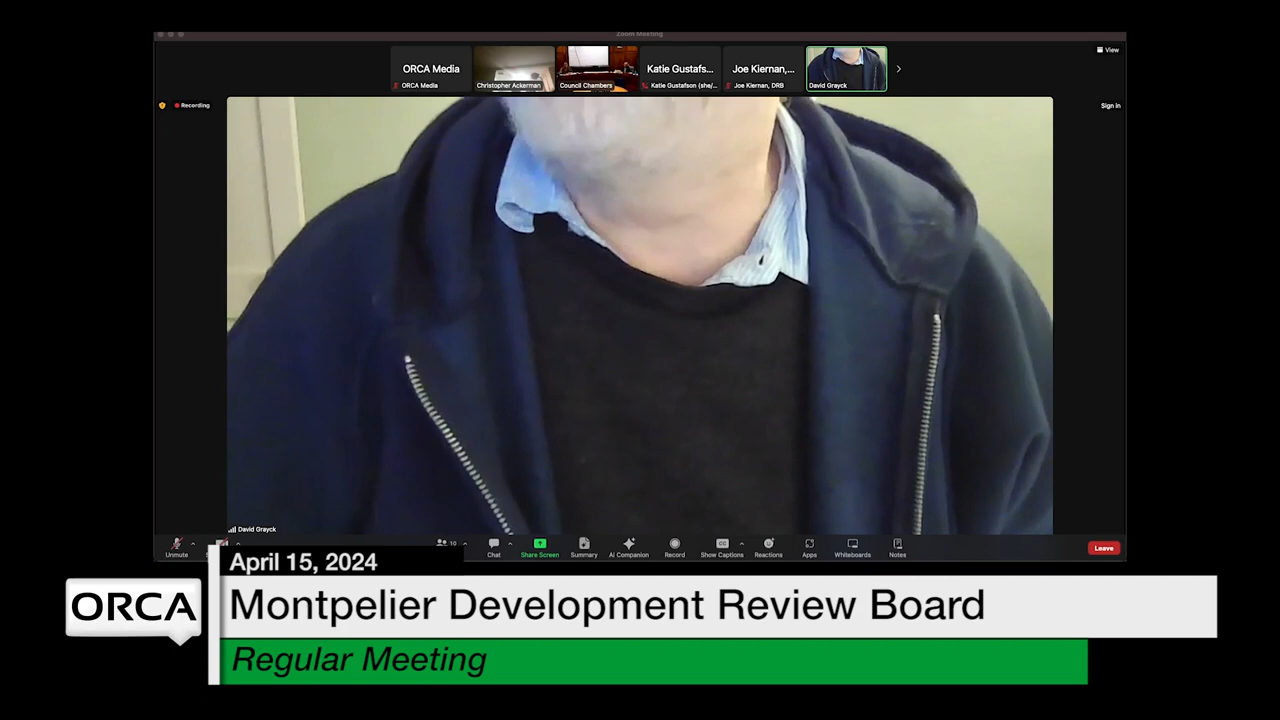 Zoom Meeting
View
ORCA Media
Katie Gustafs...
Joe Kiernan,...
ORCA Media
Christopher Ackerman
Council Chambers
Katie Gustafson (she/...
Joe Kiernan, DRB
David Grayck
Recording
Sign in
David Grayck
10
Unmute
Chat
Share Screen
Summary
AI Companion
Record
Show Captions
Reactions
Apps
Whiteboards
Notes
Leave
April 15, 2024
ORCA
Montpelier Development Review Board
Regular Meeting